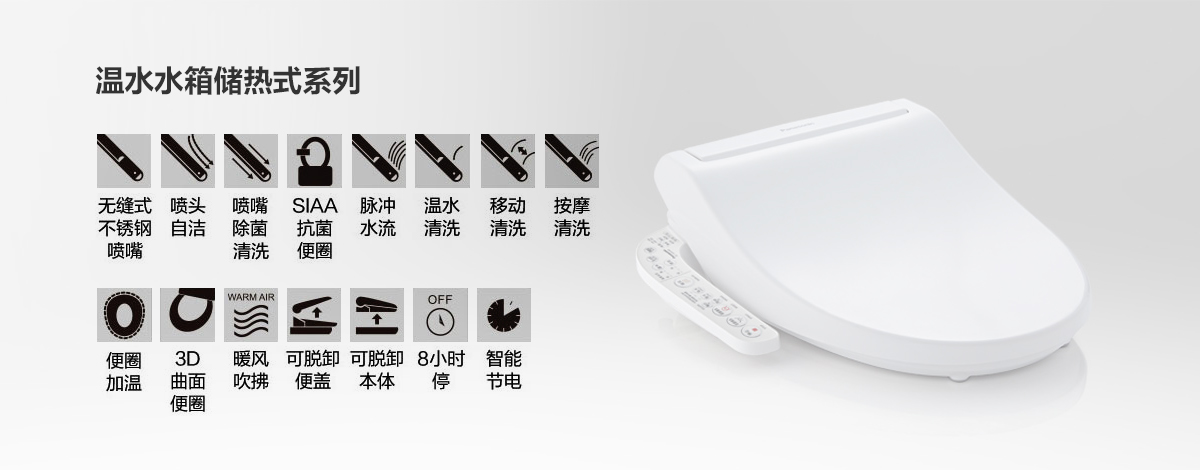 温水水箱储热式系列
无缝式
不锈钢
喷嘴
喷头
自洁
喷嘴
除菌
清洗
SIAA
抗菌
便圈
脉冲
水流
温水
清洗
移动
清洗
按摩
清洗
WARM AIR
OFF
便圈
加温
3D
曲面
便圈
暖风
吹拂
可脱卸
便盖
可脱卸
本体
8小时
停
智能
节电